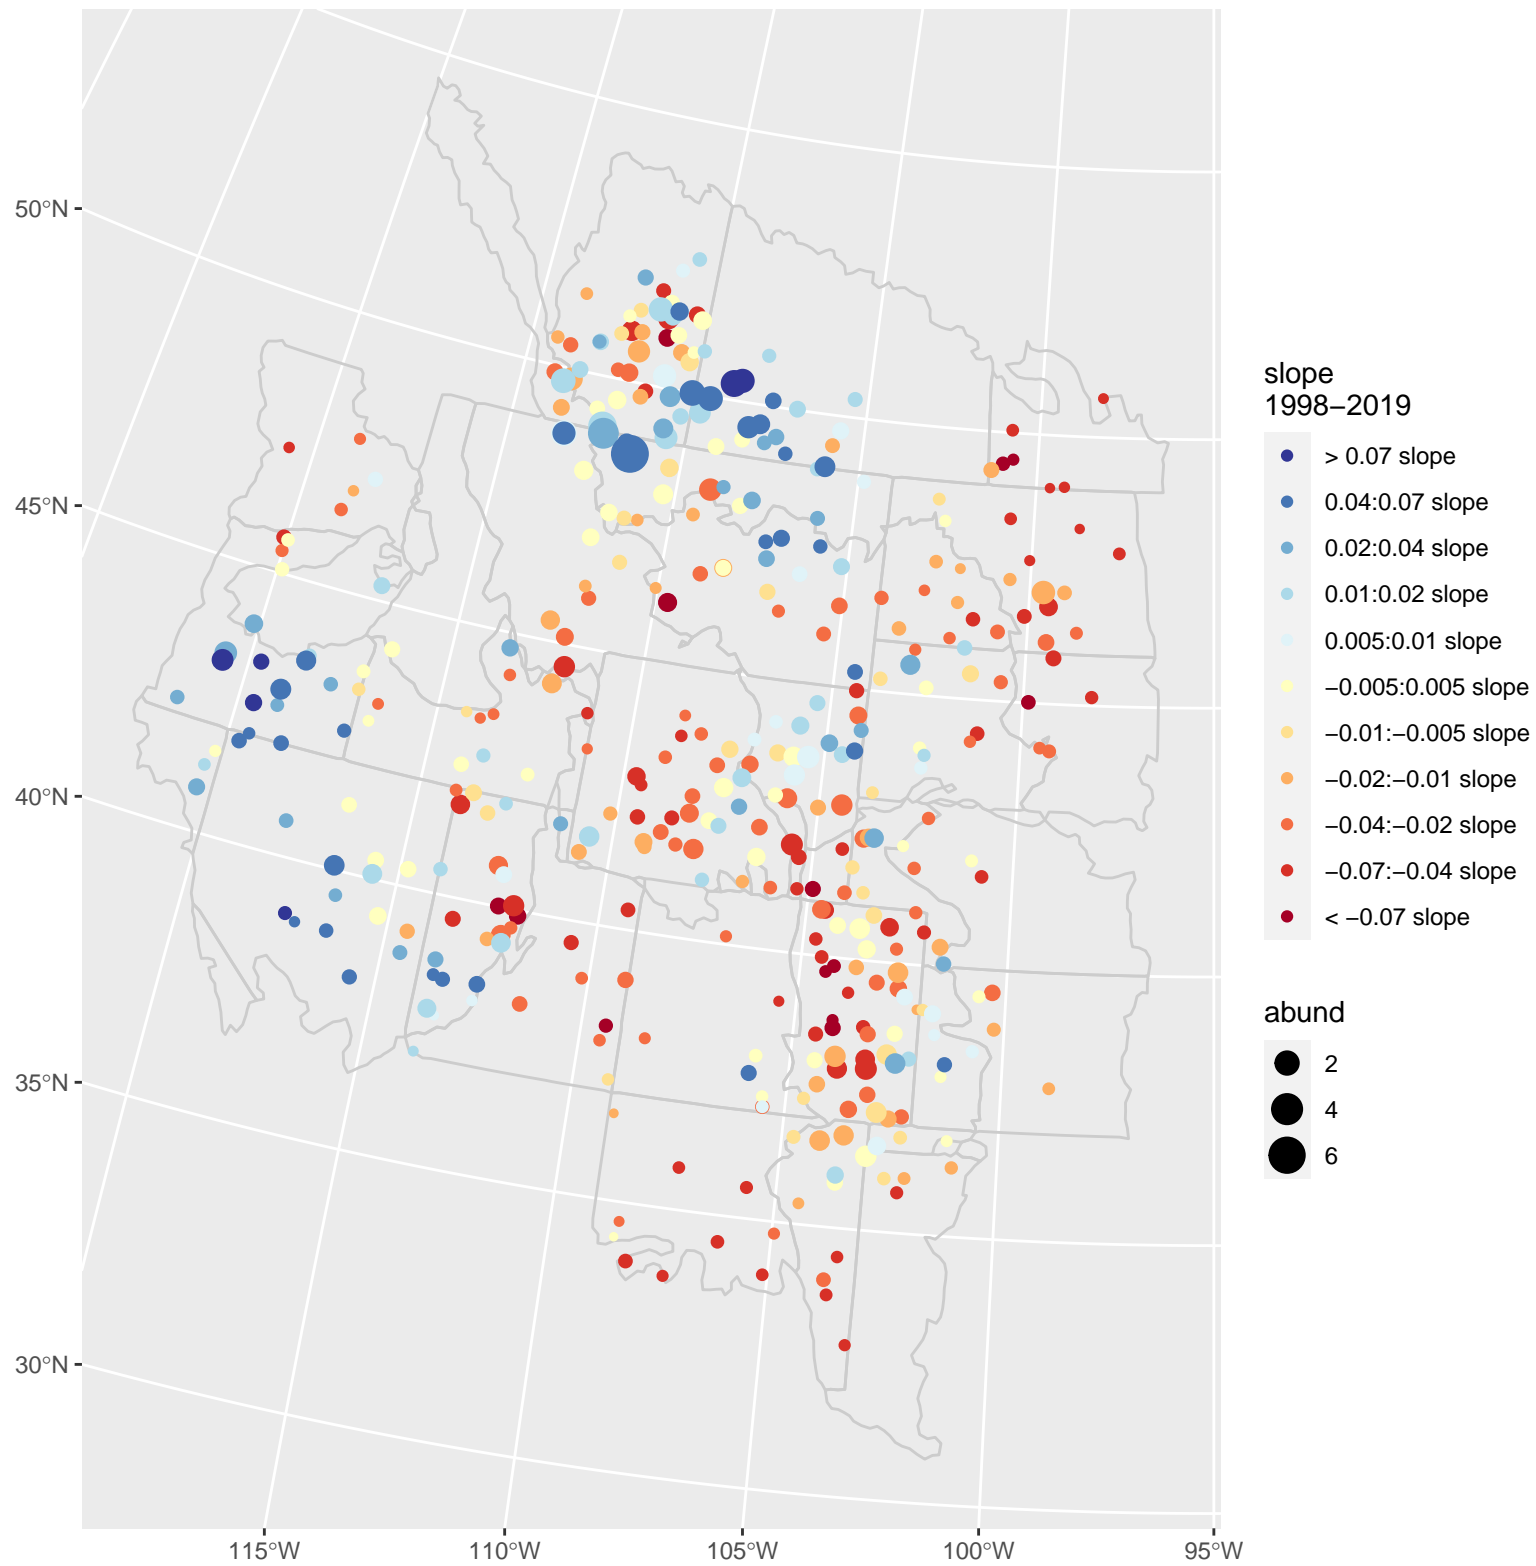 50°N
45°N
40°N
35°N
30°N
115°W
110°W
105°W
100°W
95°W
slope
1998−2019
> 0.07 slope
0.04:0.07 slope
0.02:0.04 slope
0.01:0.02 slope
0.005:0.01 slope
−0.005:0.005 slope
−0.01:−0.005 slope
−0.02:−0.01 slope
−0.04:−0.02 slope
−0.07:−0.04 slope
< −0.07 slope
abund
2
4
6